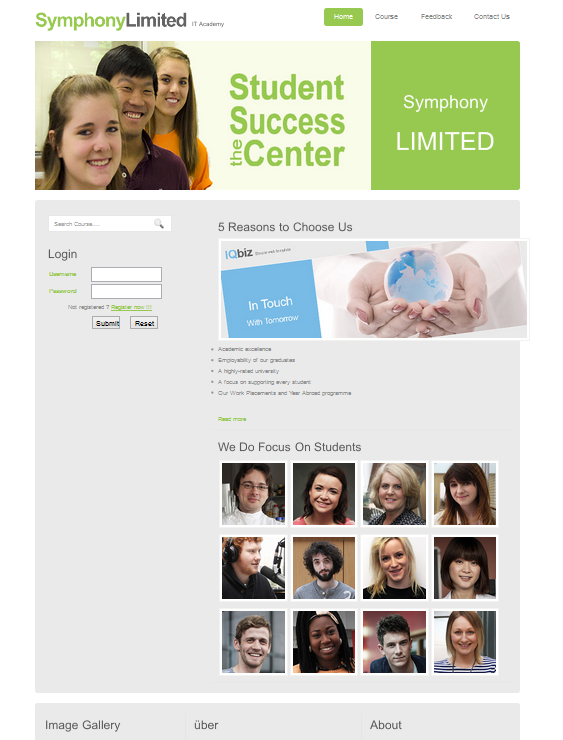 SymphonyLimited IT Academy
Home Course Feedback Contact Us
Student
Success
the Center
Symphony
LIMITED
Search Course....
5 Reasons to Choose Us
Login
Username
Password
Not registered ? Register now !!!
Submit Reset
IQbiz
In Touch
With Tomorrow
Academic excellence
Employability of our graduates
A highly-rated university
A focus on supporting every student
Our Work Placements and Year Abroad programme
Read more
We Do Focus On Students
Image Gallery
über
About